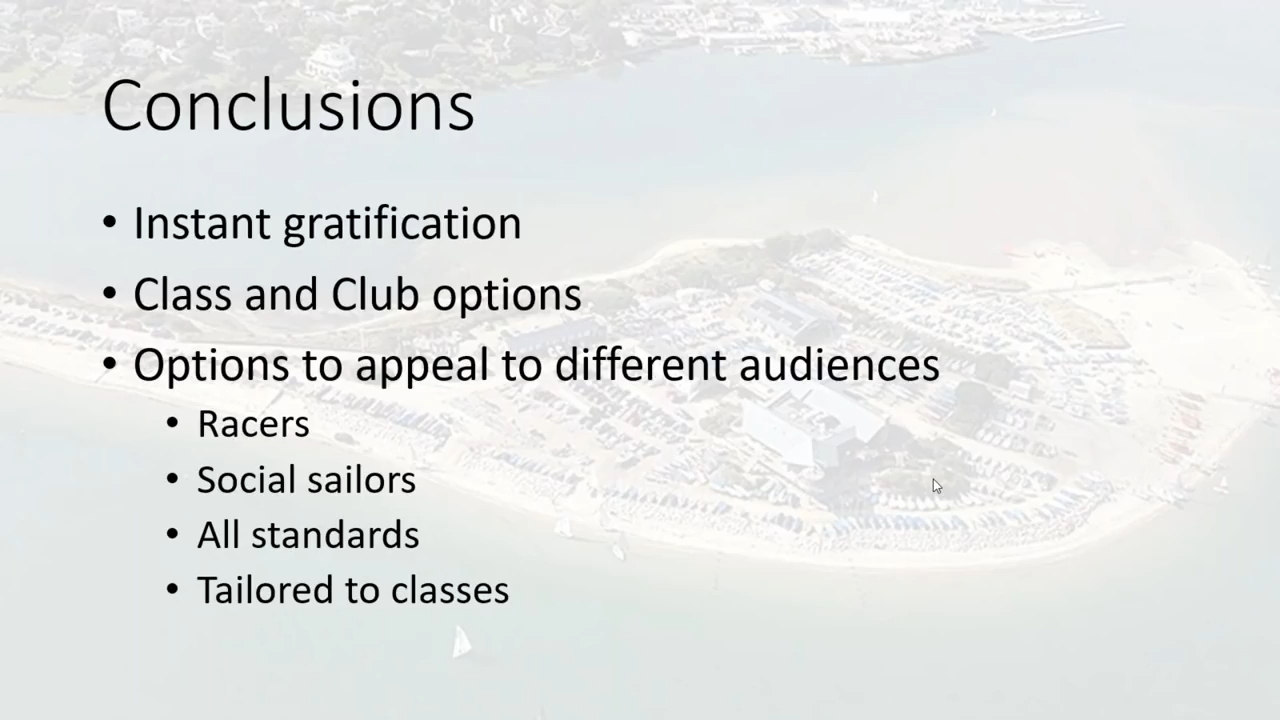 Conclusions
• Instant gratification
• Class and Club options
• Options to appeal to different audiences
• Racers
• Social sailors
• All standards
• Tailored to classes